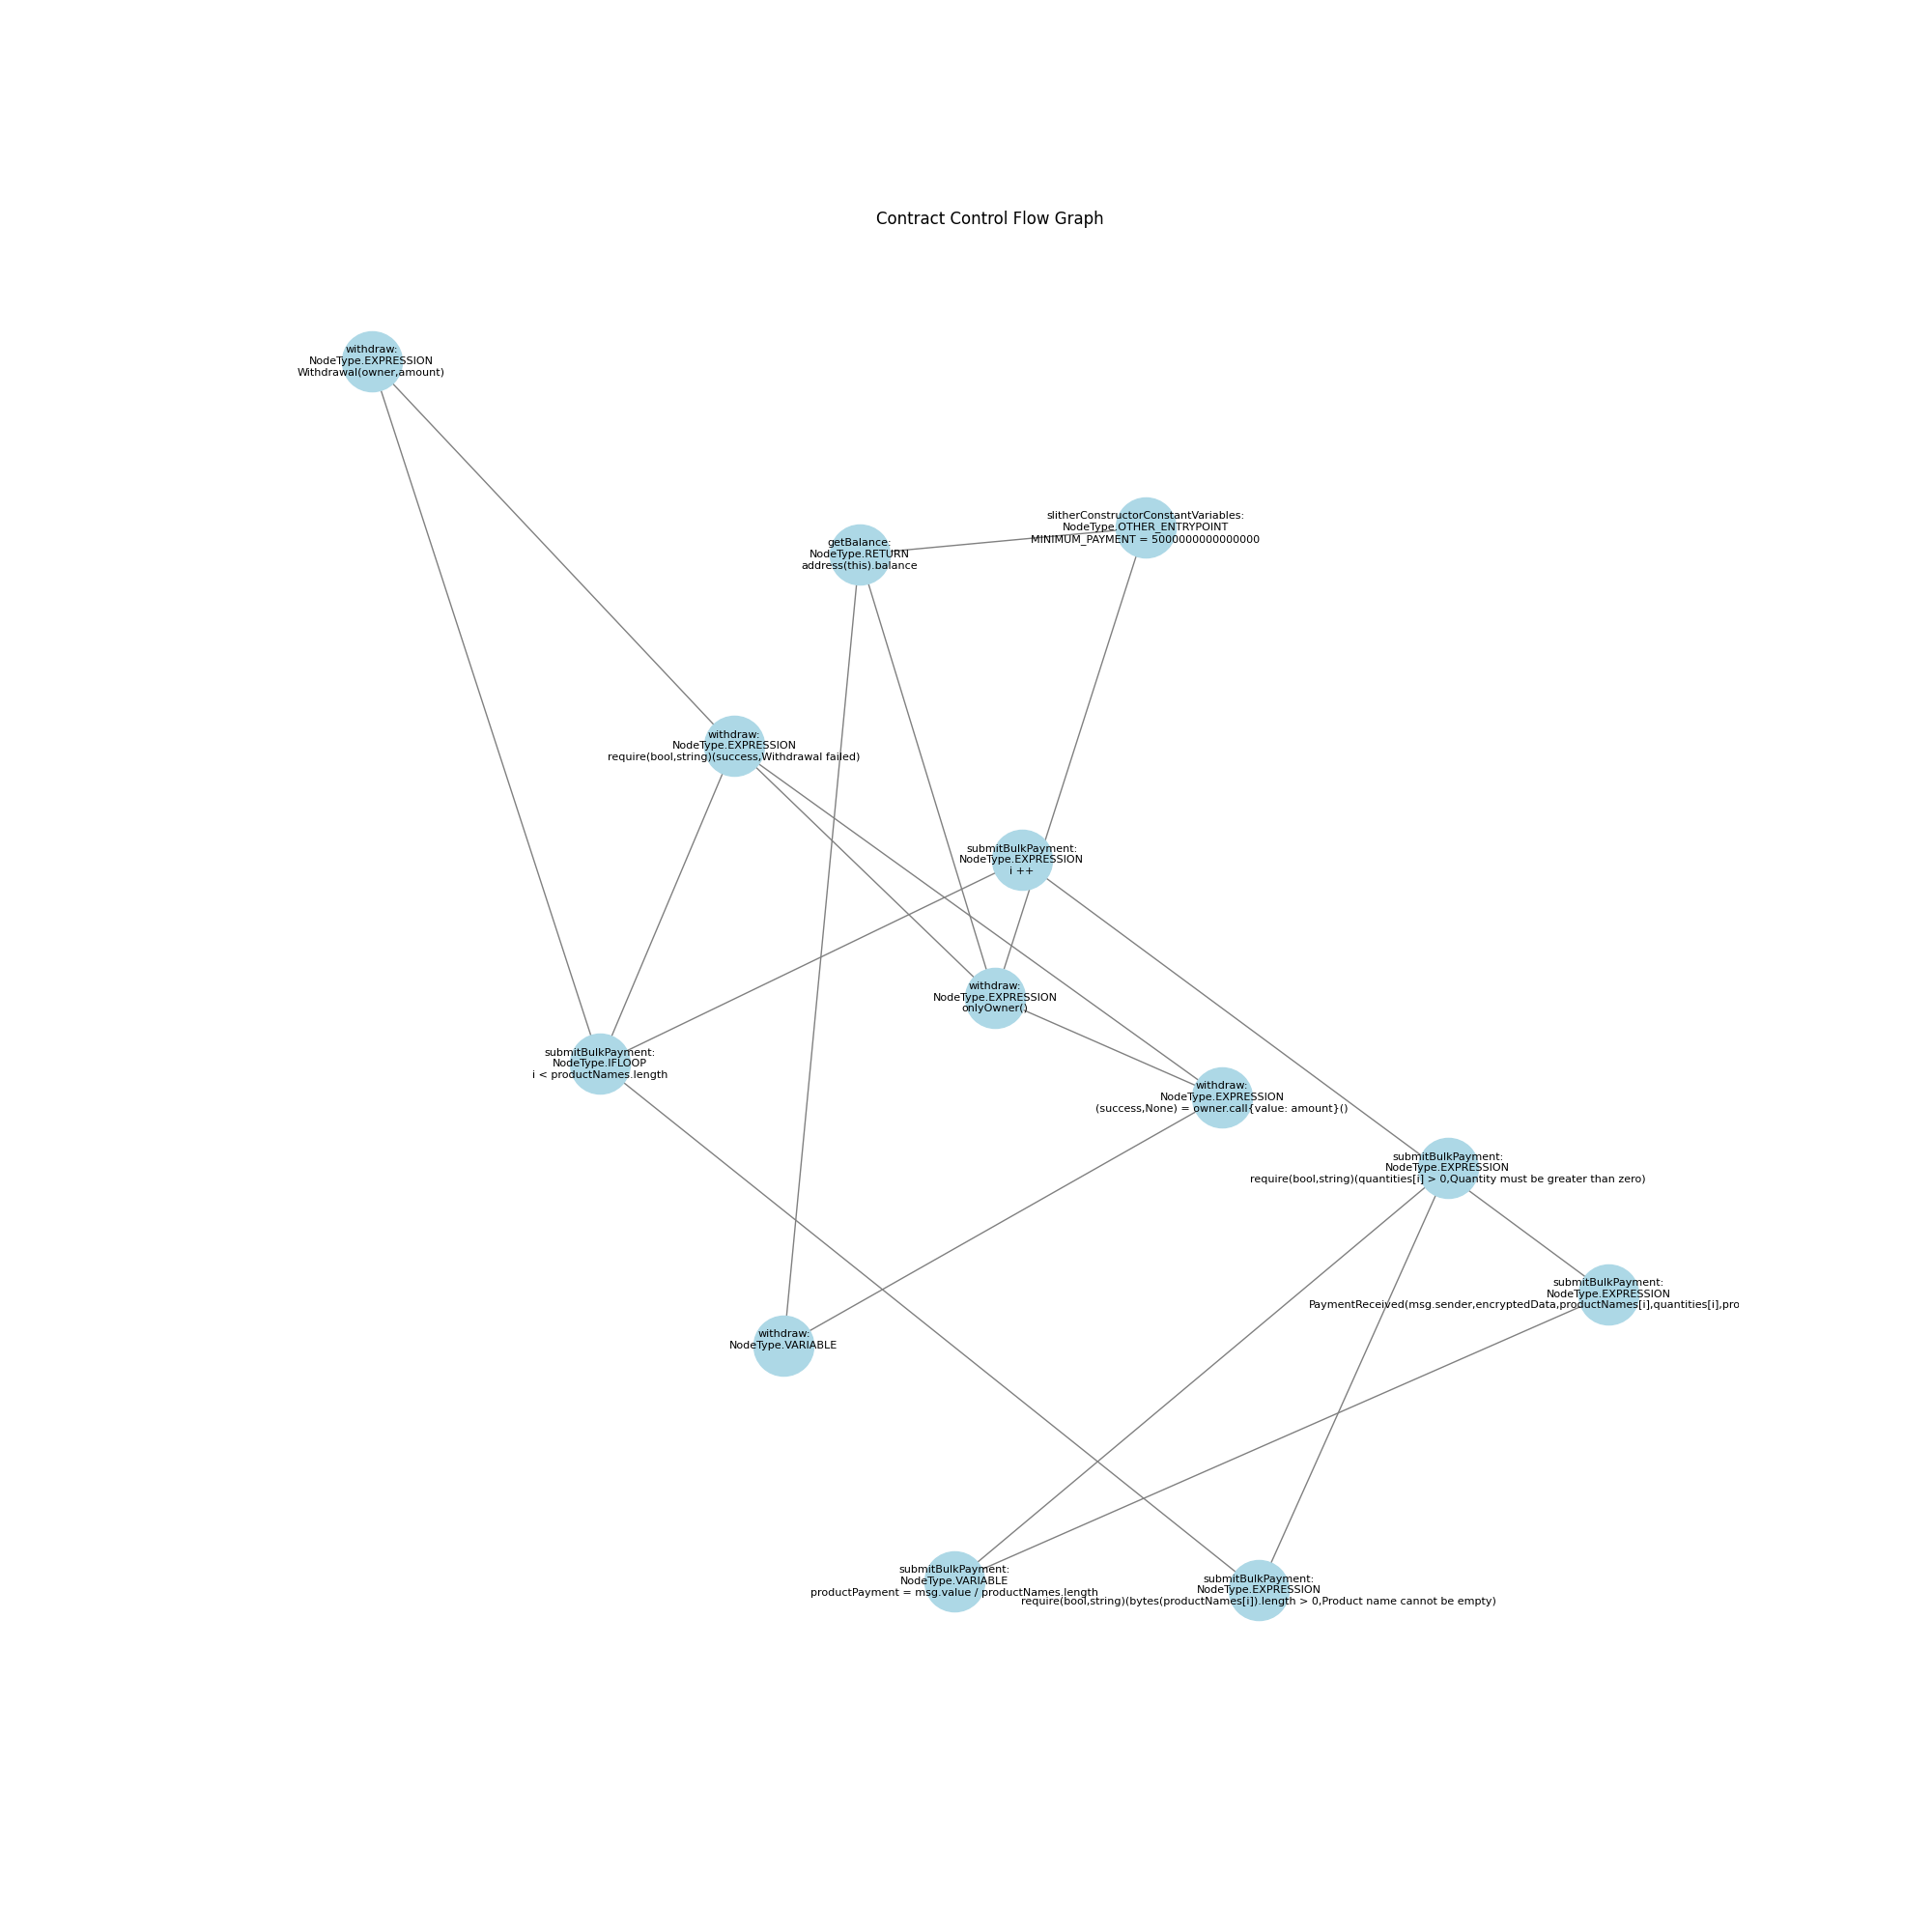 Contract Control Flow Graph
withdraw:
NodeType.EXPRESSION
Withdrawal(owner,amount)
slitherConstructorConstantVariables:
NodeType.OTHER_ENTRYPOINT
MINIMUM_PAYMENT = 5000000000000000
getBalance:
NodeType.RETURN
address(this).balance
withdraw:
NodeType.EXPRESSION
require(bool,string)(success,Withdrawal failed)
submitBulkPayment:
NodeType.EXPRESSION
i ++
withdraw:
NodeType.EXPRESSION
onlyOwner()
submitBulkPayment:
NodeType.IFLOOP
i < productNames.length
withdraw:
NodeType.EXPRESSION
(success,None) = owner.call{value: amount}()
submitBulkPayment:
NodeType.EXPRESSION
require(bool,string)(quantities[i] > 0,Quantity must be greater than zero)
submitBulkPayment:
NodeType.EXPRESSION
PaymentReceived(msg.sender,encryptedData,productNames[i],quantities[i],pro
withdraw:
NodeType.VARIABLE
submitBulkPayment:
NodeType.VARIABLE
productPayment = msg.value / productNames.length
submitBulkPayment:
NodeType.EXPRESSION
require(bool,string)(bytes(productNames[i]).length > 0,Product name cannot be empty)